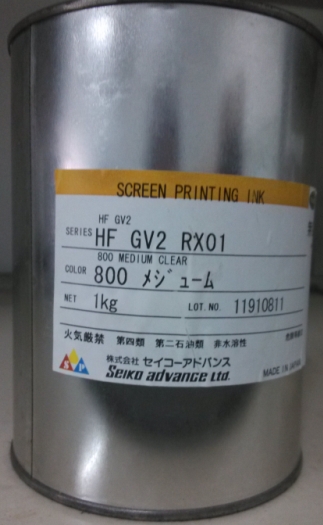 SCREEN PRINTING INK
HF GV2
SERIES HF GV2 RX01
800 MEDIUM CLEAR
COLOR 800 メジューム
NET 1kg LOT. NO 11910811
火気厳禁 第四類 第二石油類 非水溶性
株式会社 セイコーアドバンス
SEIKO advance Ltd.
MADE IN JAPAN